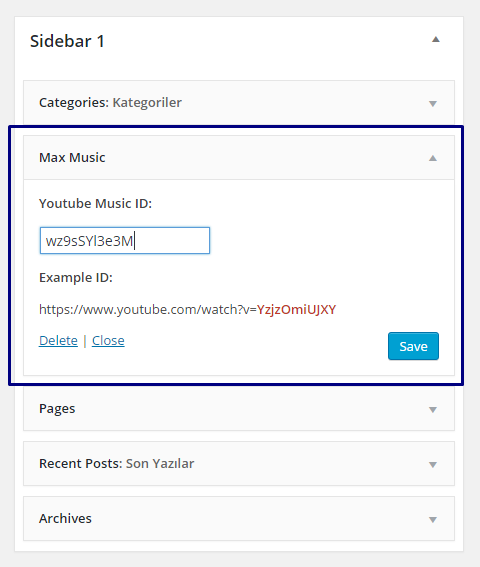 Sidebar 1
Categories: Kategoriler
Max Music
Youtube Music ID:
wz9sSYl3e3M
Example ID:
https://www.youtube.com/watch?v=YzjzOmiUJXY
Delete | Close
Save
Pages
Recent Posts: Son Yazılar
Archives